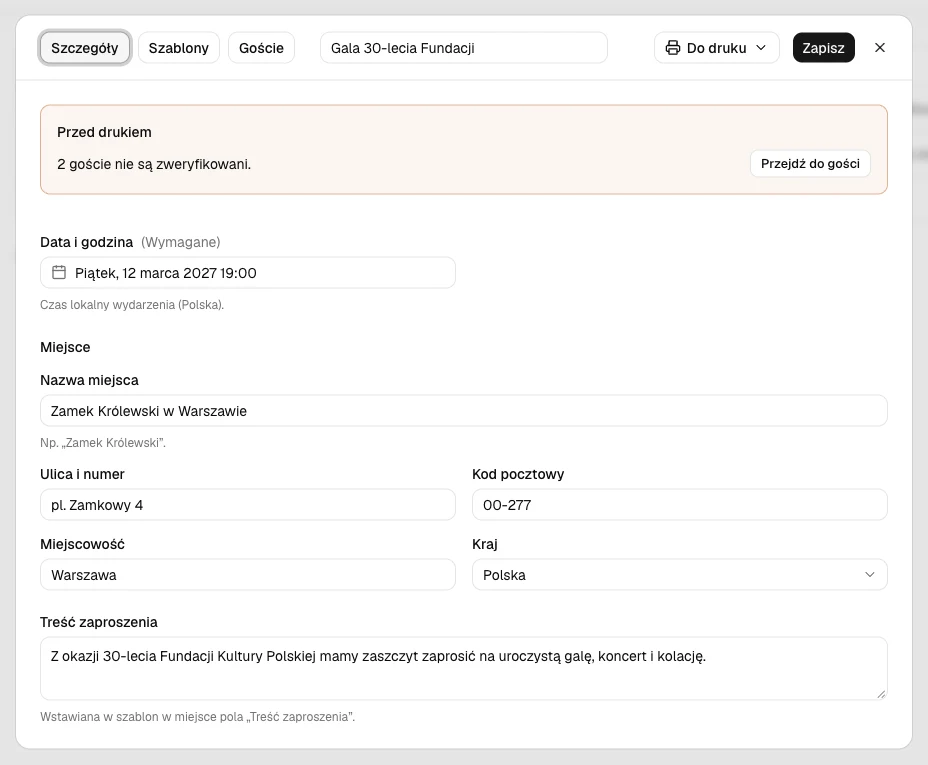 Szczegóły
Szablony
Goście
Gala 30-lecia Fundacji
Do druku
Zapisz
Przed drukiem
2 goście nie są zweryfikowani.
Przejdź do gości
Data i godzina (Wymagane)
Piątek, 12 marca 2027 19:00
Czas lokalny wydarzenia (Polska).
Miejsce
Nazwa miejsca
Zamek Królewski w Warszawie
Np. „Zamek Królewski”.
Ulica i numer
Kod pocztowy
pl. Zamkowy 4
00-277
Miejscowość
Kraj
Warszawa
Polska
Treść zaproszenia
Z okazji 30-lecia Fundacji Kultury Polskiej mamy zaszczyt zaprosić na uroczystą galę, koncert i kolację.
Wstawiana w szablon w miejsce pola „Treść zaproszenia”.